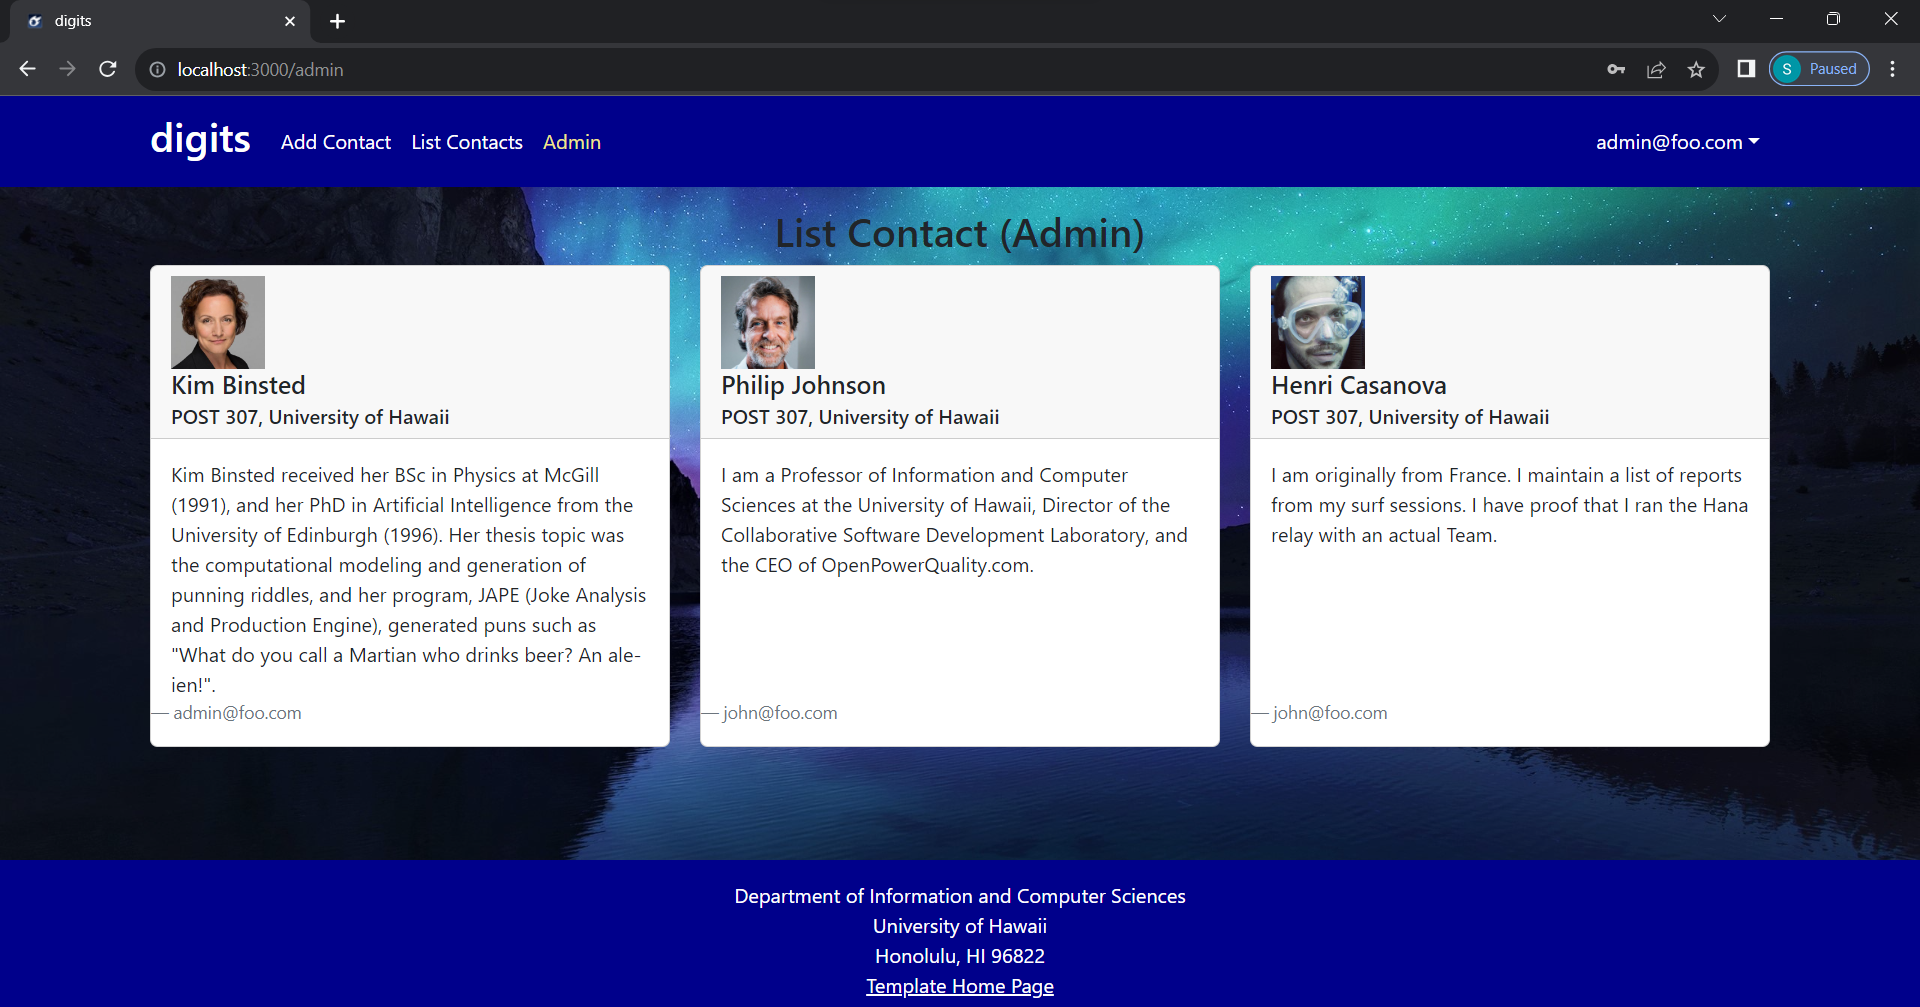 digits
localhost:3000/admin
S Paused
digits Add Contact List Contacts Admin admin@foo.com
List Contact (Admin)
Kim Binsted
POST 307, University of Hawaii
Kim Binsted received her BSc in Physics at McGill
(1991), and her PhD in Artificial Intelligence from the
University of Edinburgh (1996). Her thesis topic was
the computational modeling and generation of
punning riddles, and her program, JAPE (Joke Analysis
and Production Engine), generated puns such as
"What do you call a Martian who drinks beer? An ale-
ien!".
— admin@foo.com
Philip Johnson
POST 307, University of Hawaii
I am a Professor of Information and Computer
Sciences at the University of Hawaii, Director of the
Collaborative Software Development Laboratory, and
the CEO of OpenPowerQuality.com.
— john@foo.com
Henri Casanova
POST 307, University of Hawaii
I am originally from France. I maintain a list of reports
from my surf sessions. I have proof that I ran the Hana
relay with an actual Team.
— john@foo.com
Department of Information and Computer Sciences
University of Hawaii
Honolulu, HI 96822
Template Home Page